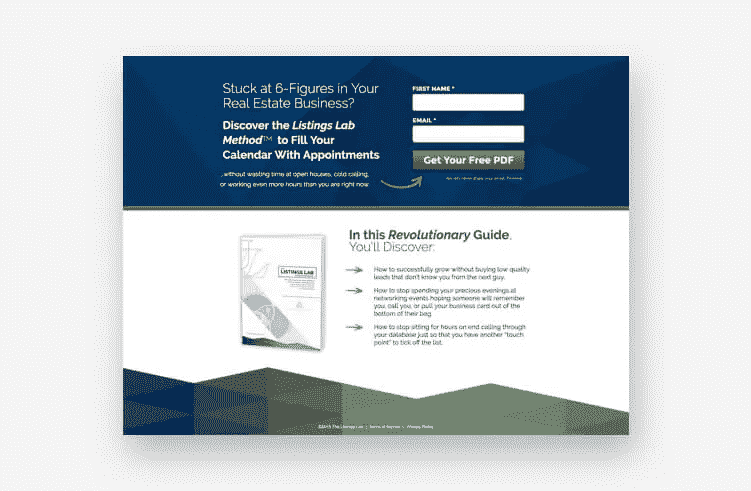 Stuck at 6-Figures in Your
Real Estate Business?
Discover the Listings Lab
Method™ to Fill Your
Calendar With Appointments
...without wasting time at open houses, cold calling,
or working even more hours than you are right now
FIRST NAME *
EMAIL *
Get Your Free PDF
In this Revolutionary Guide,
You'll Discover:
How to successfully grow without buying low quality
leads that don't know you from the next guy.
How to stop spending your precious evenings at
networking events hoping someone will remember
you, call you, or pull your business card out of the
bottom of their bag.
How to stop sitting for hours on end calling through
your database just so that you have another "touch
point" to tick off the list.
LISTINGS LAB
The Listings Lab | Terms of Service | Privacy Policy